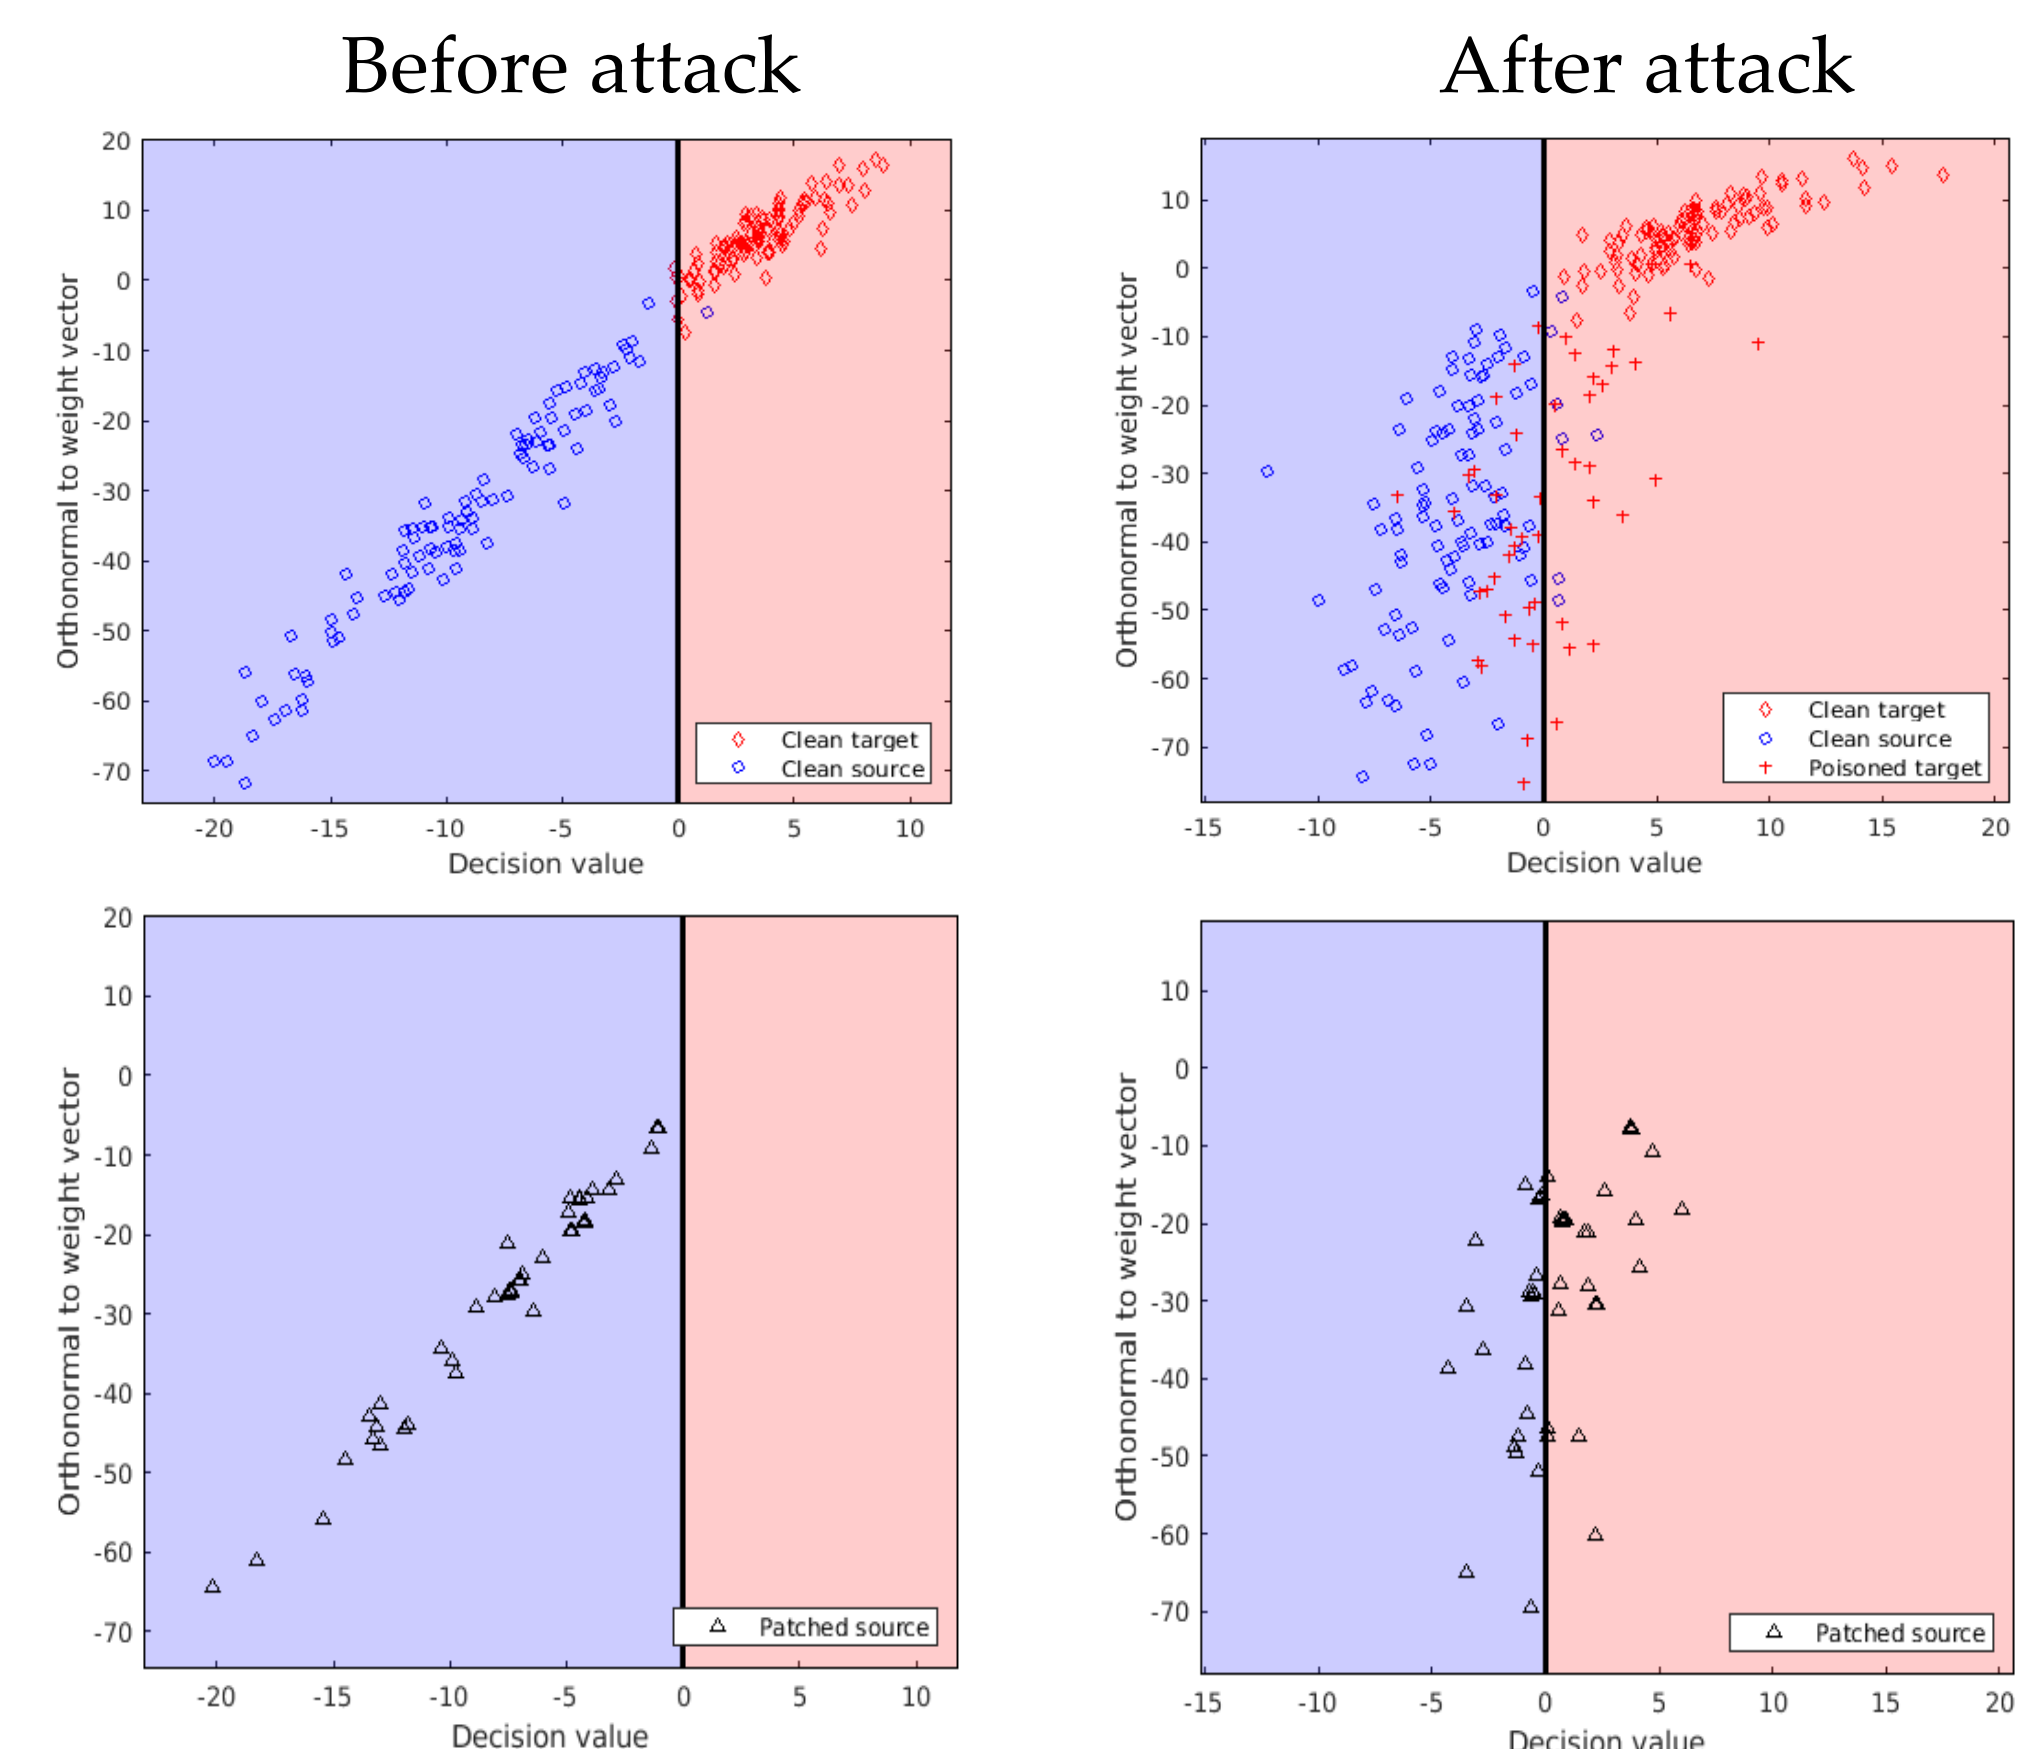 Before attack
After attack
20
10
0
-10
-20
-30
-40
-50
-60
-70
Orthonormal to weight vector
-20 -15 -10 -5 0 5 10
Decision value
Clean target
Clean source
10
0
-10
-20
-30
-40
-50
-60
-70
Orthonormal to weight vector
-15 -10 -5 0 5 10 15 20
Decision value
Clean target
Clean source
Poisoned target
20
10
0
-10
-20
-30
-40
-50
-60
-70
Orthonormal to weight vector
-20 -15 -10 -5 0 5 10
Decision value
Patched source
10
0
-10
-20
-30
-40
-50
-60
-70
Orthonormal to weight vector
-15 -10 -5 0 5 10 15 20
Decision value
Patched source